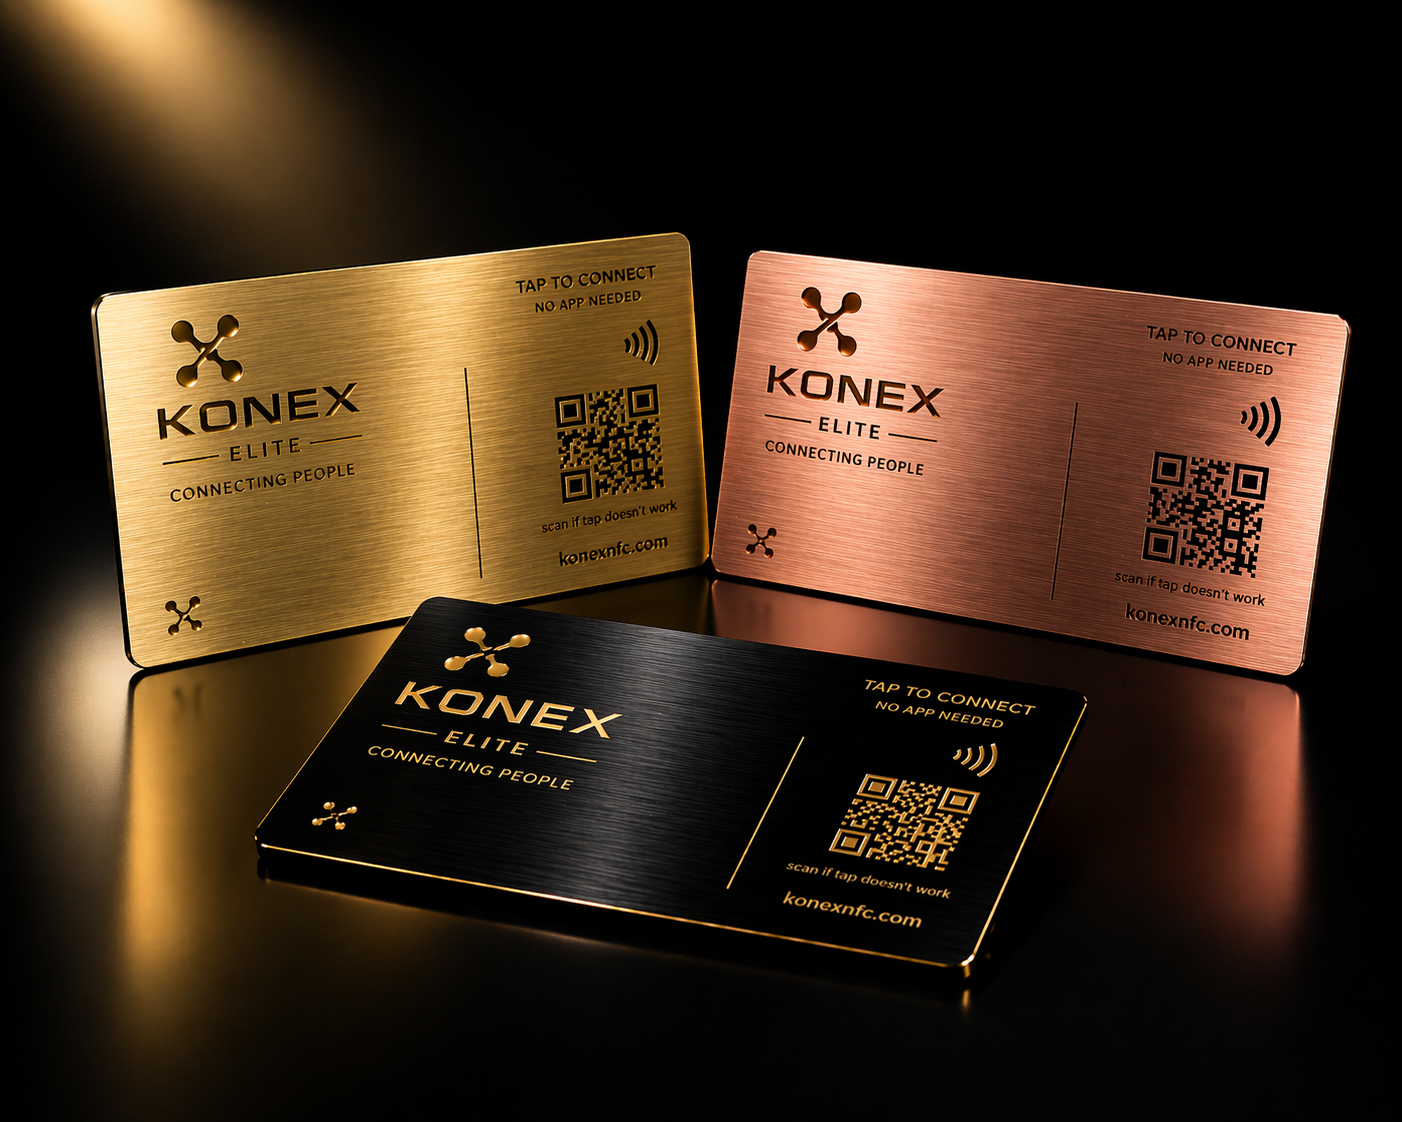 KONEX
ELITE
CONNECTING PEOPLE
TAP TO CONNECT
NO APP NEEDED
scan if tap doesn't work
konexnfc.com
KONEX
ELITE
CONNECTING PEOPLE
TAP TO CONNECT
NO APP NEEDED
scan if tap doesn't work
konexnfc.com
KONEX
ELITE
CONNECTING PEOPLE
TAP TO CONNECT
NO APP NEEDED
scan if tap doesn't work
konexnfc.com